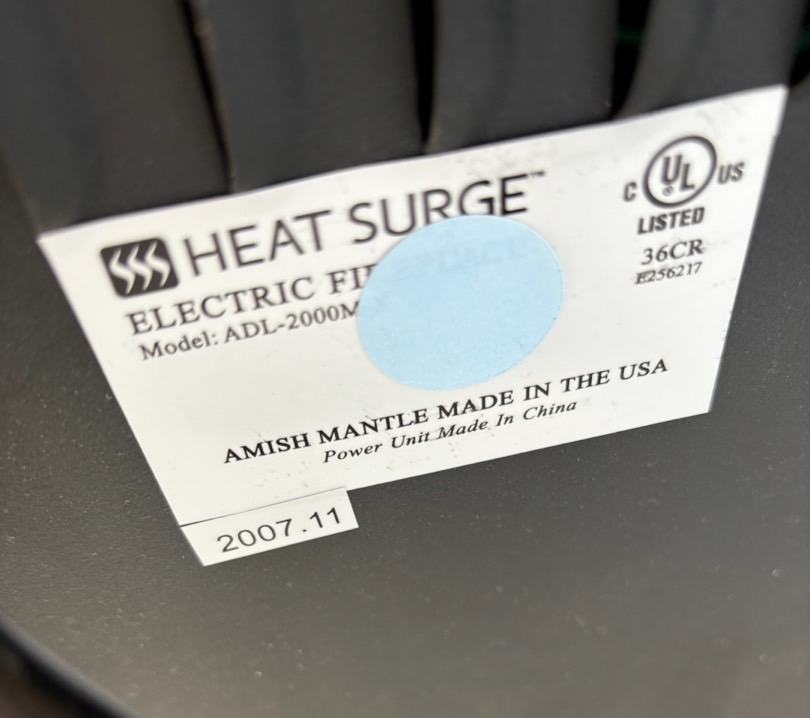 HEAT SURGE™
ELECTRIC
Model: ADL-2000M
C UL US
LISTED
36CR
E256217
AMISH MANTLE MADE IN THE USA
Power Unit Made In China
2007.11